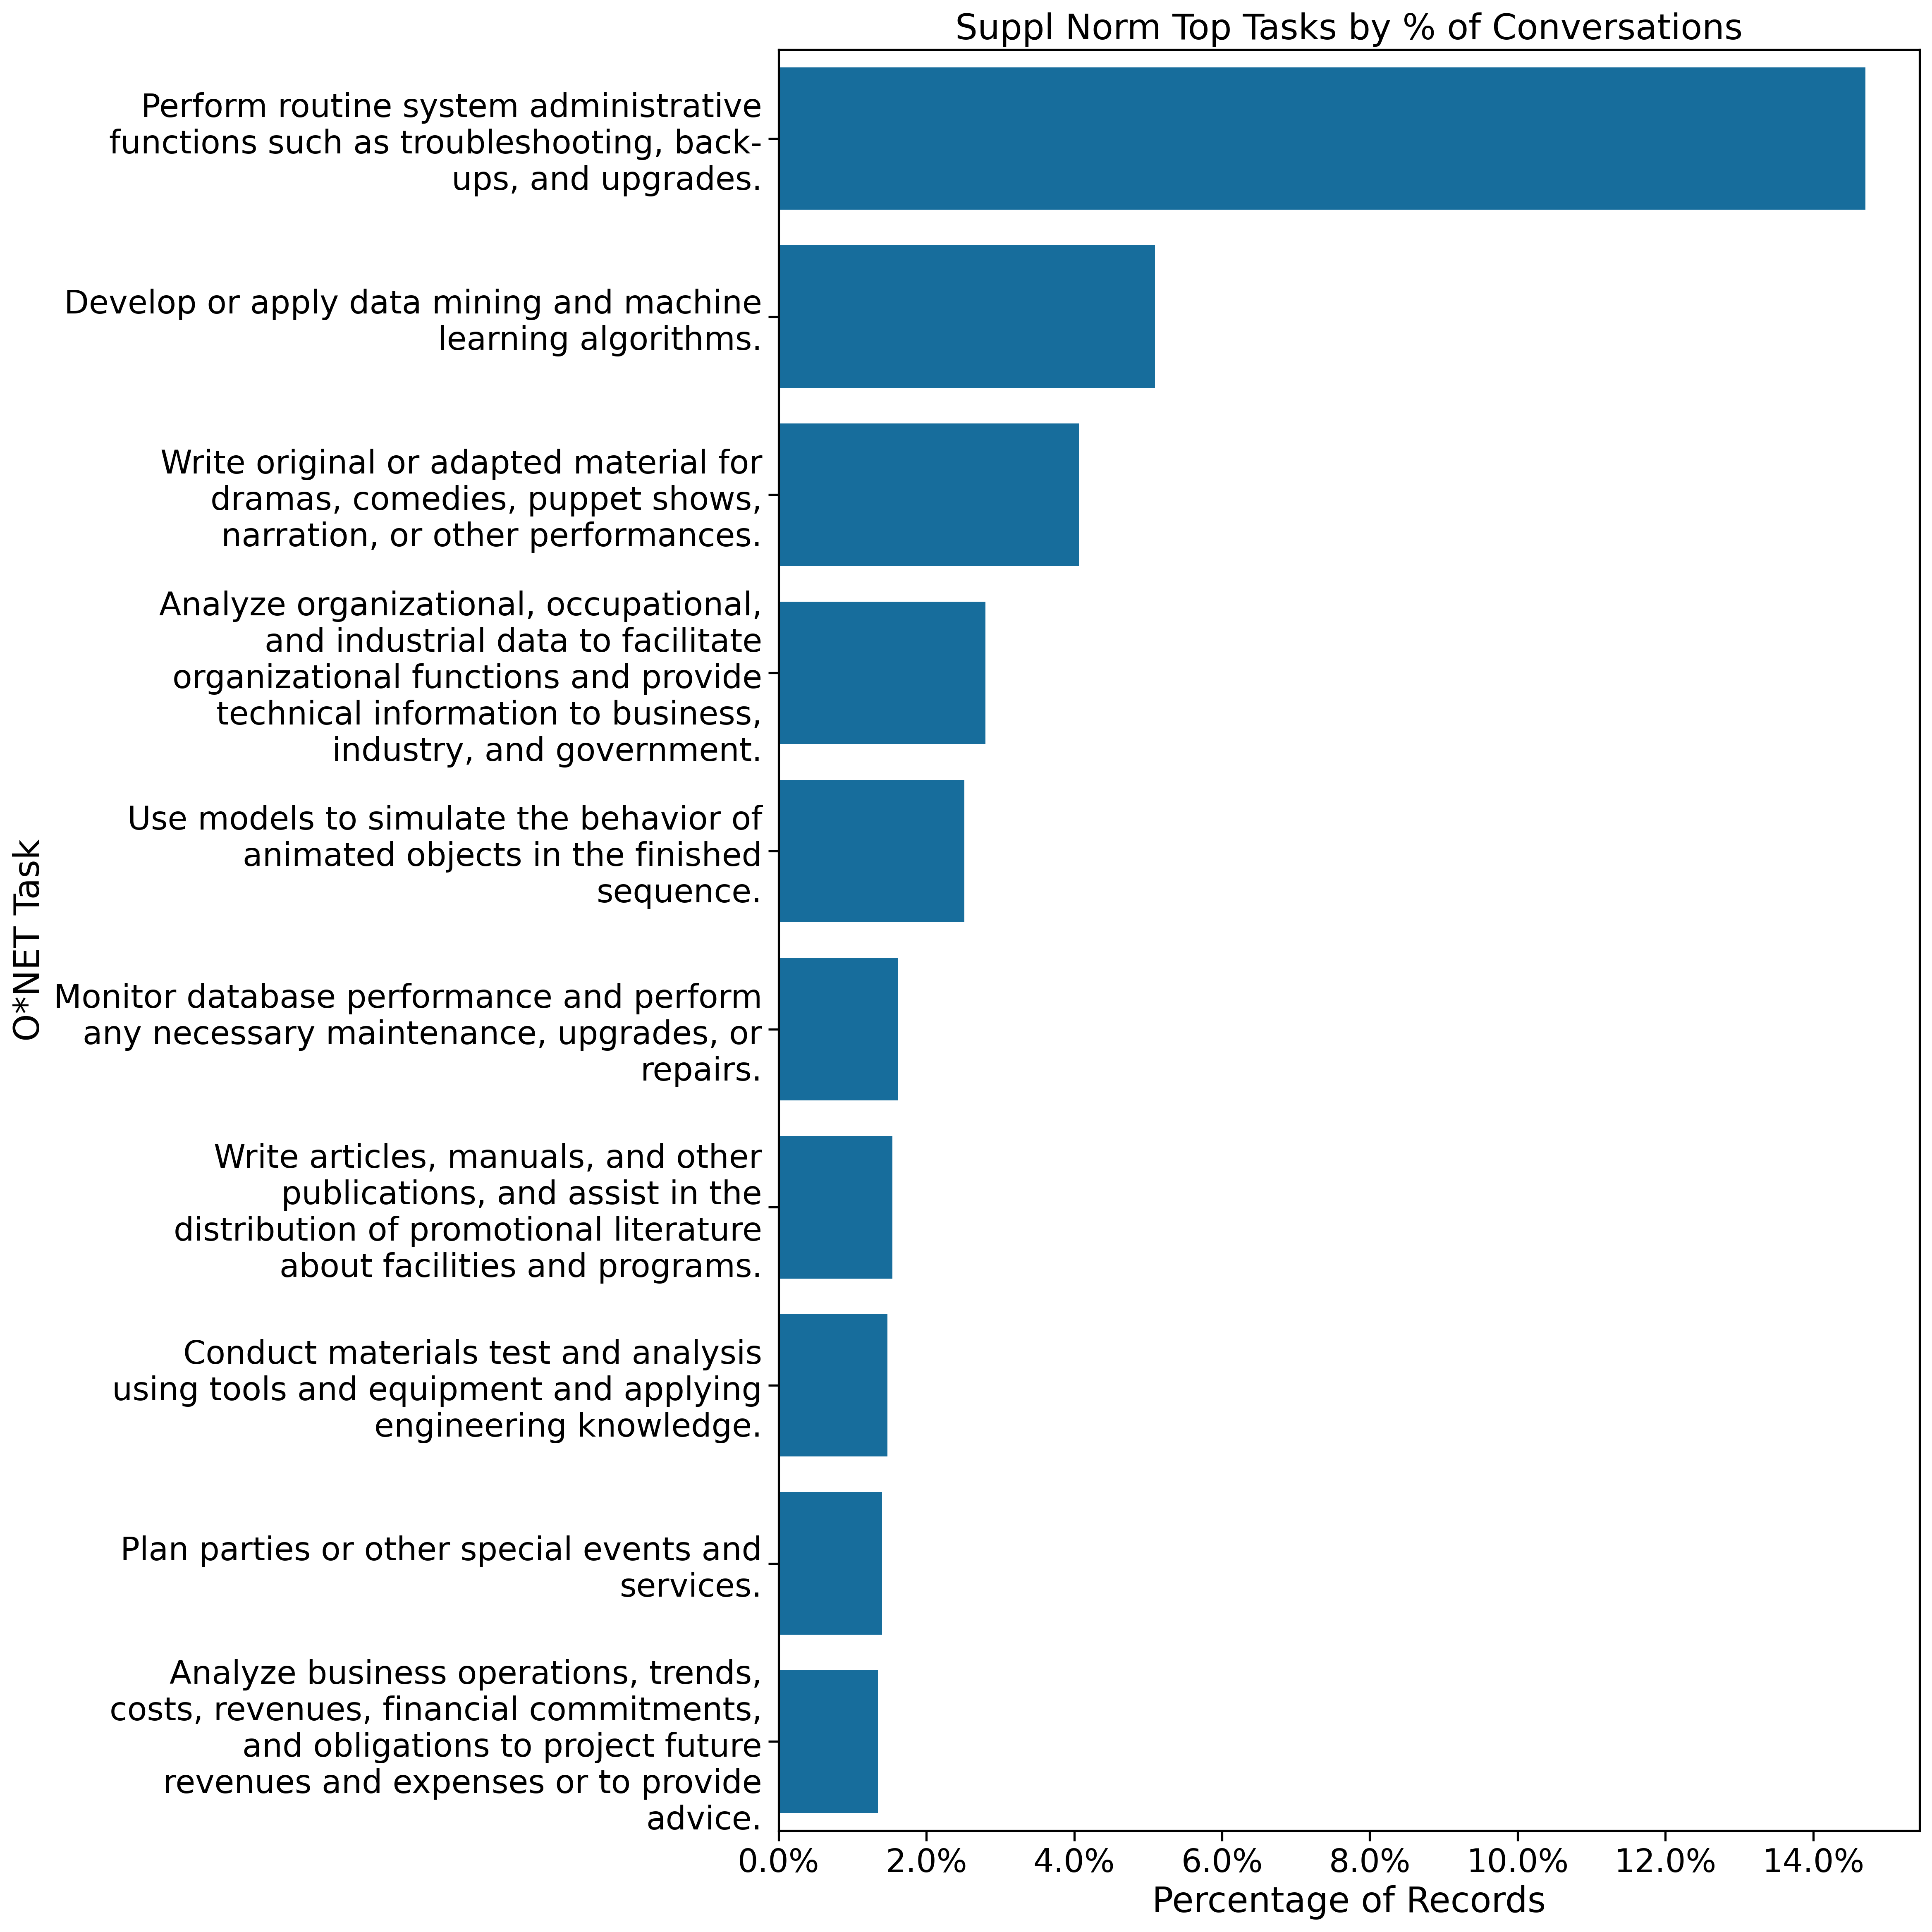 Suppl Norm Top Tasks by % of Conversations
Perform routine system administrative
functions such as troubleshooting, back-
ups, and upgrades.
Develop or apply data mining and machine
learning algorithms.
Write original or adapted material for
dramas, comedies, puppet shows,
narration, or other performances.
Analyze organizational, occupational,
and industrial data to facilitate
organizational functions and provide
technical information to business,
industry, and government.
Use models to simulate the behavior of
animated objects in the finished
sequence.
Monitor database performance and perform
any necessary maintenance, upgrades, or
repairs.
Write articles, manuals, and other
publications, and assist in the
distribution of promotional literature
about facilities and programs.
Conduct materials test and analysis
using tools and equipment and applying
engineering knowledge.
Plan parties or other special events and
services.
Analyze business operations, trends,
costs, revenues, financial commitments,
and obligations to project future
revenues and expenses or to provide
advice.
O*NET Task
0.0% 2.0% 4.0% 6.0% 8.0% 10.0% 12.0% 14.0%
Percentage of Records